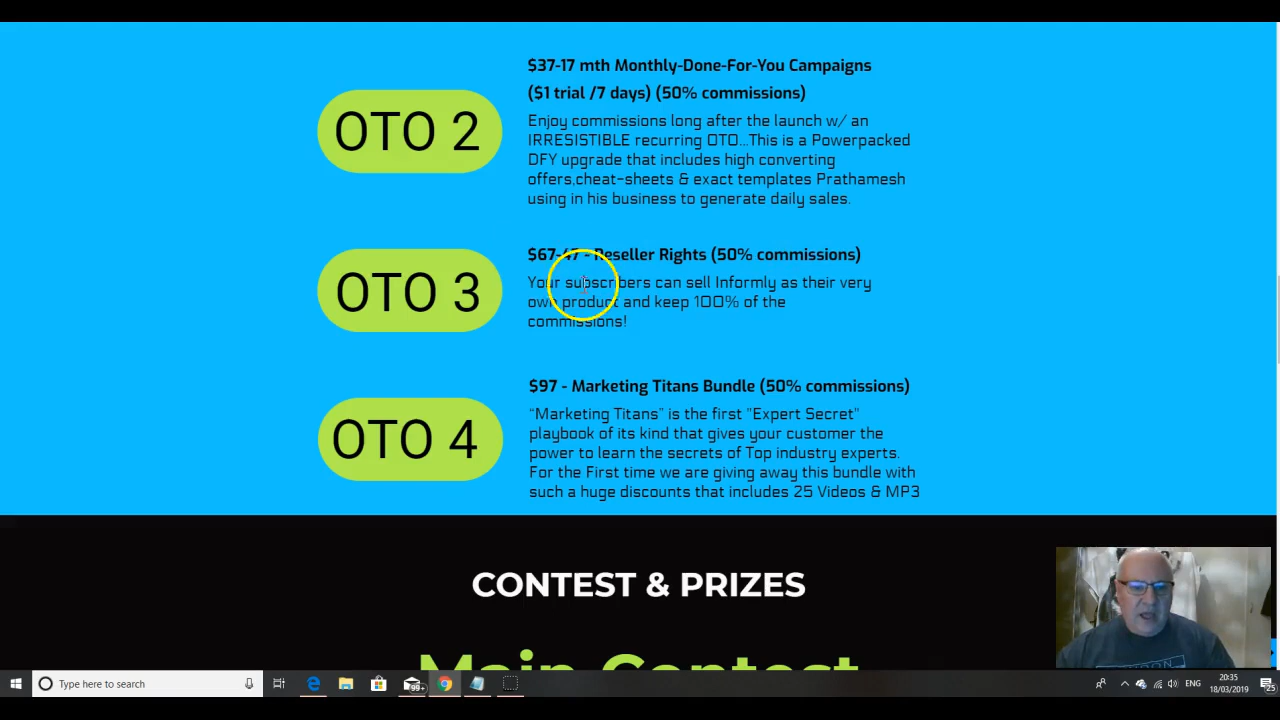 $37-17 mth Monthly-Done-For-You Campaigns
($1 trial /7 days) (50% commissions)
OTO 2
Enjoy commissions long after the launch w/ an
IRRESISTIBLE recurring OTO...This is a Powerpacked
DFY upgrade that includes high converting
offers,cheat-sheets & exact templates Prathamesh
using in his business to generate daily sales.
$67-47 - Reseller Rights (50% commissions)
OTO 3
Your subscribers can sell Informly as their very
own product and keep 100% of the
commissions!
$97 - Marketing Titans Bundle (50% commissions)
OTO 4
“Marketing Titans” is the first "Expert Secret"
playbook of its kind that gives your customer the
power to learn the secrets of Top industry experts.
For the First time we are giving away this bundle with
such a huge discounts that includes 25 Videos & MP3
CONTEST & PRIZES
Main Contest
Type here to search
99+
ENG
20:35
18/03/2019
25